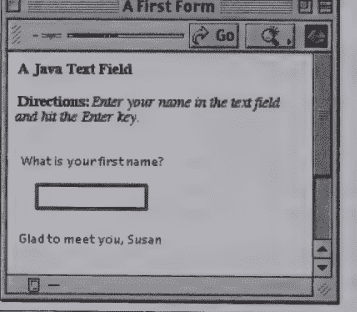 A First Form
Go
A Java Text Field
Directions: Enter your name in the text field
and hit the Enter key.
What is your first name?
Glad to meet you, Susan